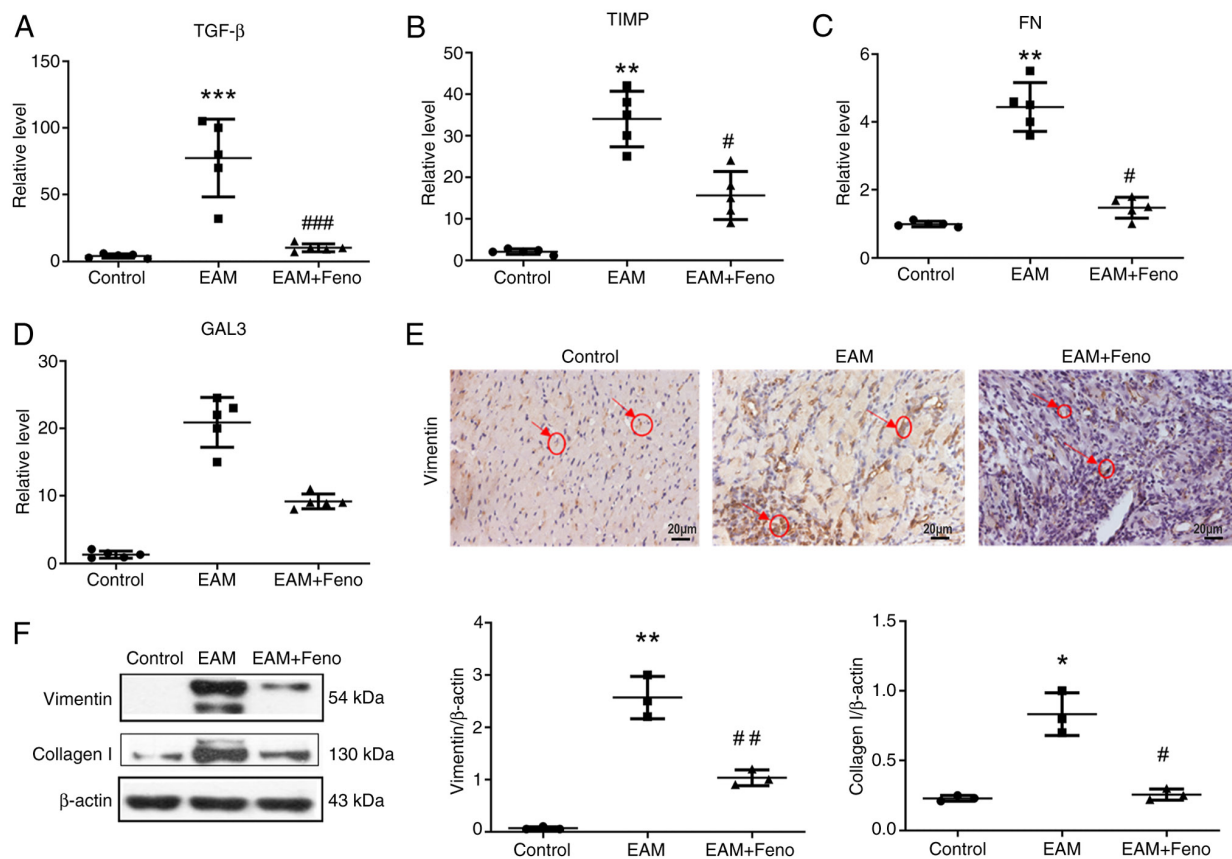 A
TGF-β
Relative level
150
100
50
0
***
###
Control EAM EAM+Feno
B
TIMP
Relative level
50
40
30
20
10
0
**
#
Control EAM EAM+Feno
C
FN
Relative level
6
4
2
0
**
#
Control EAM EAM+Feno
D
GAL3
Relative level
30
20
10
0
Control EAM EAM+Feno
E
Control EAM EAM+Feno
Vimentin
20μm 20μm 20μm
F
Control EAM EAM+Feno
Vimentin 54 kDa
Collagen I 130 kDa
β-actin 43 kDa
Vimentin/β-actin
4
3
2
1
0
**
##
Control EAM EAM+Feno
Collagen I/β-actin
1.5
1.0
0.5
0.0
*
#
Control EAM EAM+Feno